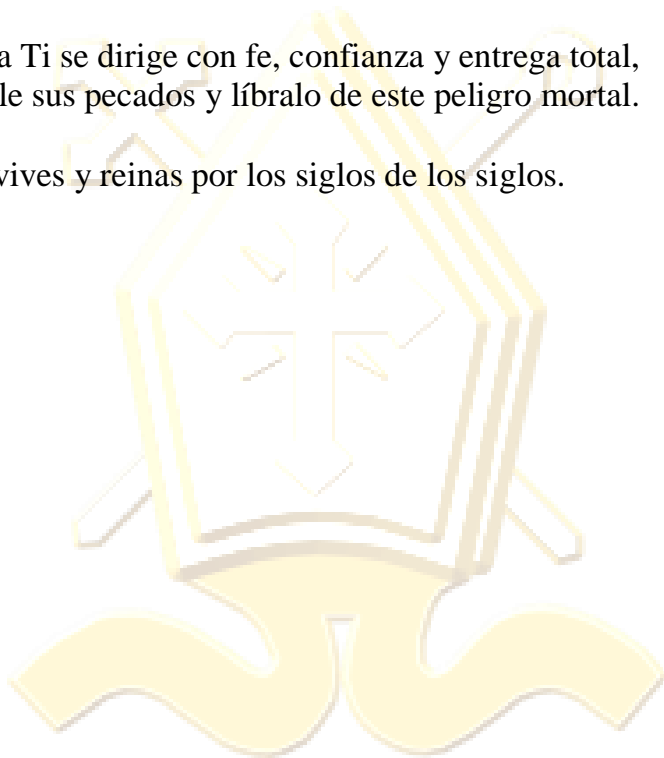 a Ti se dirige con fe, confianza y entrega total,
le sus pecados y líbralo de este peligro mortal.
vives y reinas por los siglos de los siglos.